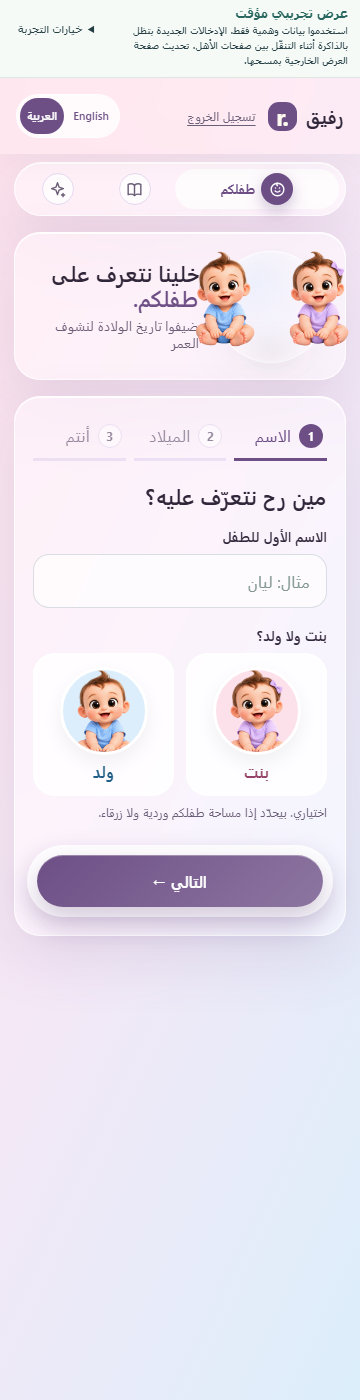 عرض تجريبي مؤقت
استخدموا بيانات وهمية فقط. الإدخالات الجديدة بتظل
بالذاكرة أثناء التنقّل بين صفحات الأهل. تحديث صفحة
العرض الخارجية بمسحها.
◀ خيارات التجربة
رفيق
r.
تسجيل الخروج
English
العربية
طفلكم
خلينا نتعرف على
طفلكم.
ضيفوا تاريخ الولادة لنشوف
العمر
1 الاسم
2 الميلاد
3 أنتم
مين رح نتعرّف عليه؟
الاسم الأول للطفل
مثال: ليان
بنت ولا ولد؟
بنت
ولد
اختياري. بيحدّد إذا مساحة طفلكم وردية ولا زرقاء.
التالي ←